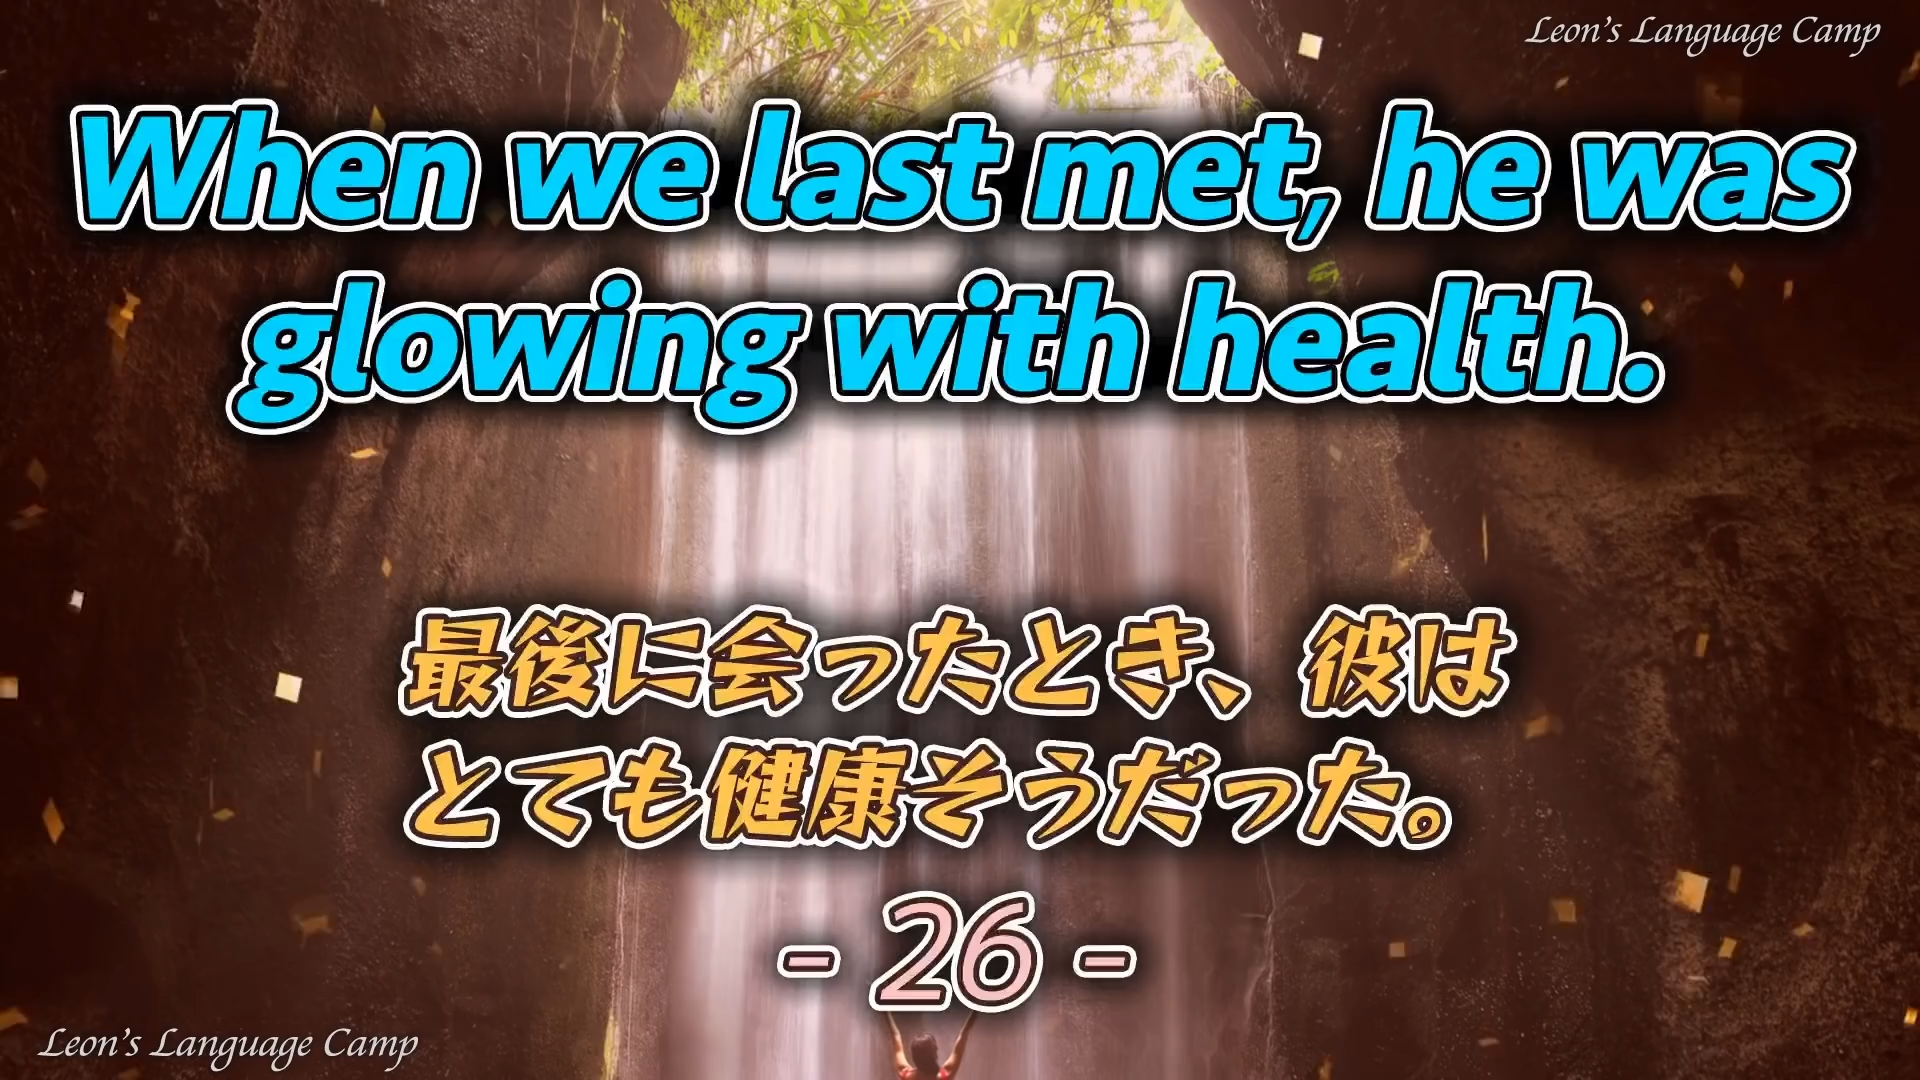 Leon's Language Camp
When we last met, he was
glowing with health.
最後に会ったとき、彼は
とても健康そうだった。
- 26 -
Leon's Language Camp